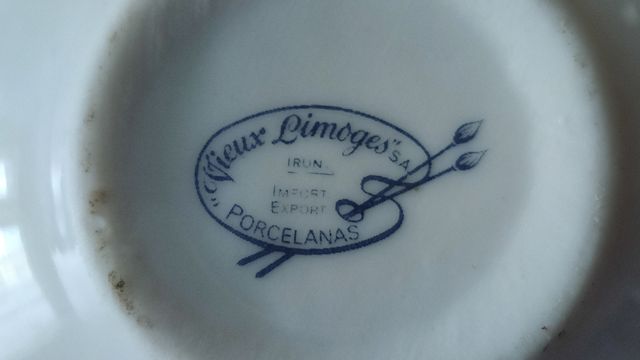 "Vieux Limoges" S.A.
IRUN
IMPORT
EXPORT
PORCELANAS